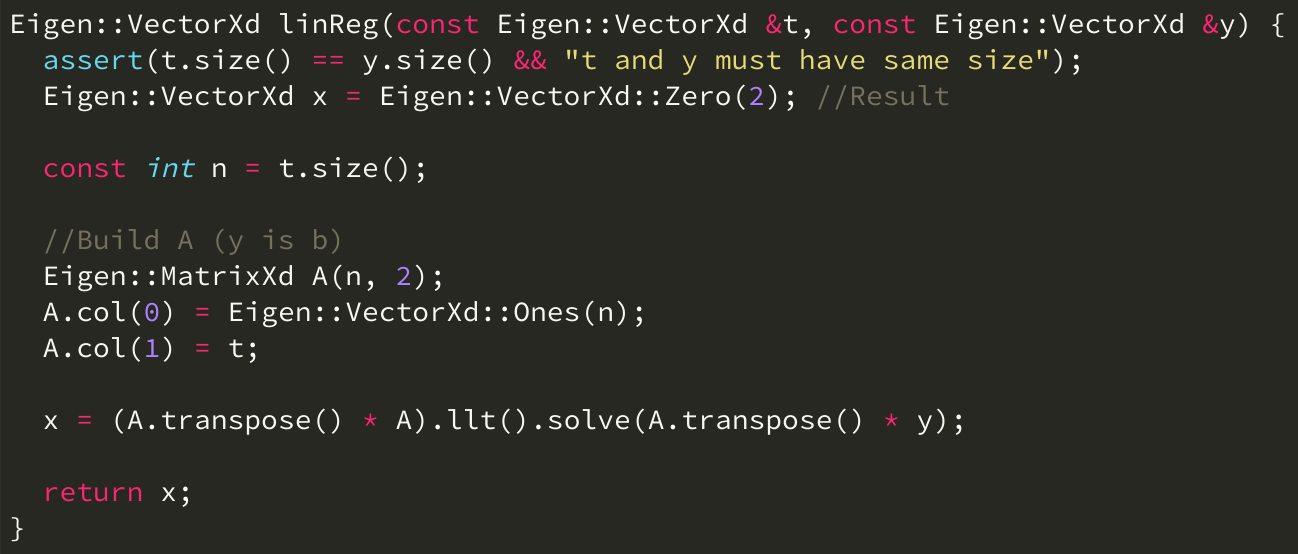 Eigen::VectorXd linReg(const Eigen::VectorXd &t, const Eigen::VectorXd &y) {
  assert(t.size() == y.size() && "t and y must have same size");
  Eigen::VectorXd x = Eigen::VectorXd::Zero(2); //Result

  const int n = t.size();

  //Build A (y is b)
  Eigen::MatrixXd A(n, 2);
  A.col(0) = Eigen::VectorXd::Ones(n);
  A.col(1) = t;

  x = (A.transpose() * A).llt().solve(A.transpose() * y);

  return x;
}